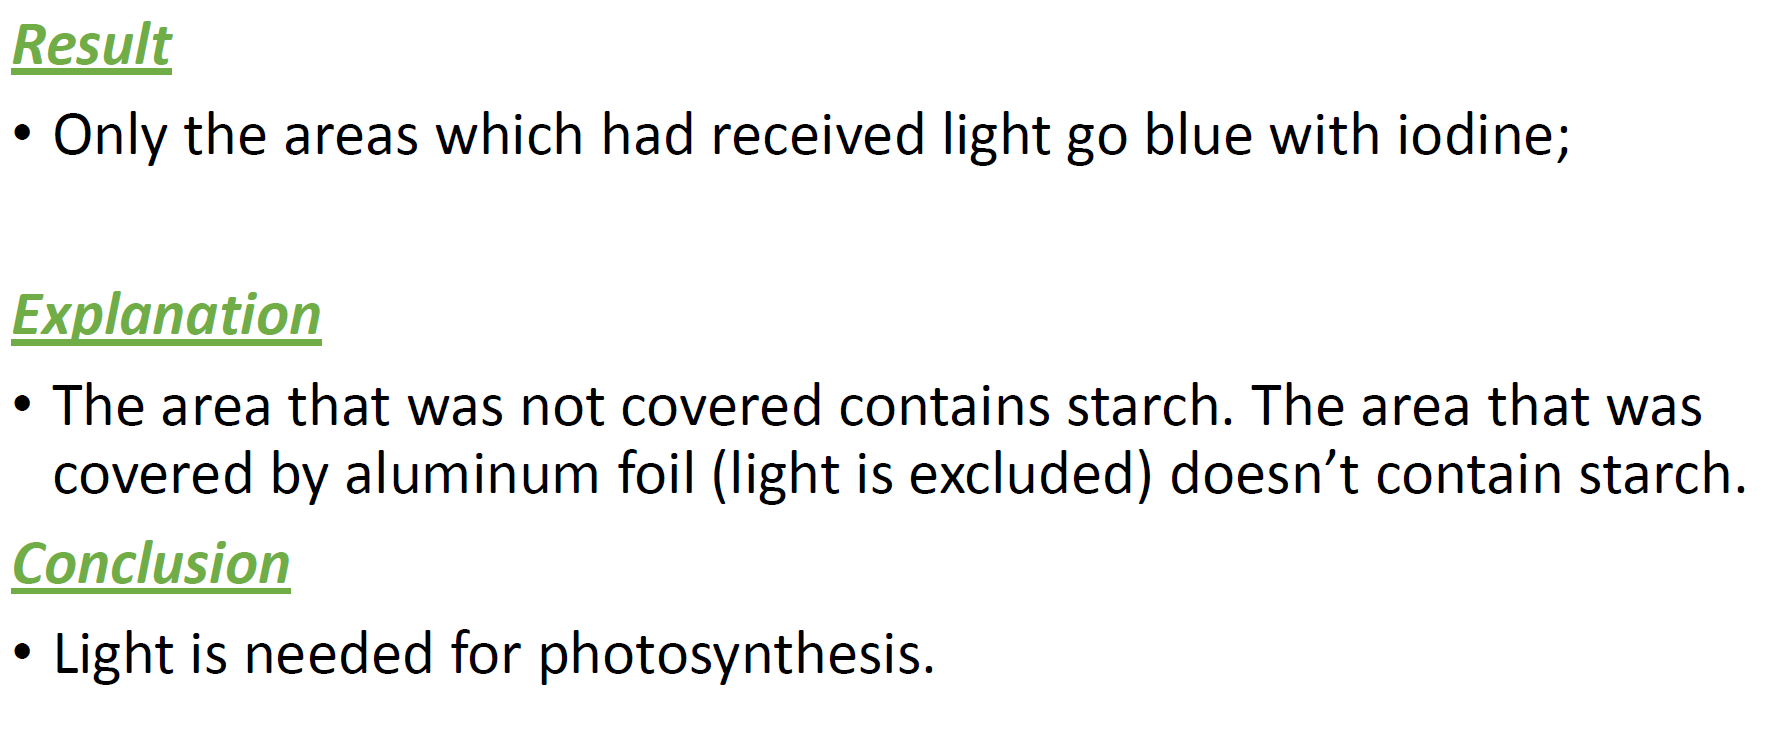 Result
• Only the areas which had received light go blue with iodine;
Explanation
• The area that was not covered contains starch. The area that was
covered by aluminum foil (light is excluded) doesn’t contain starch.
Conclusion
• Light is needed for photosynthesis.